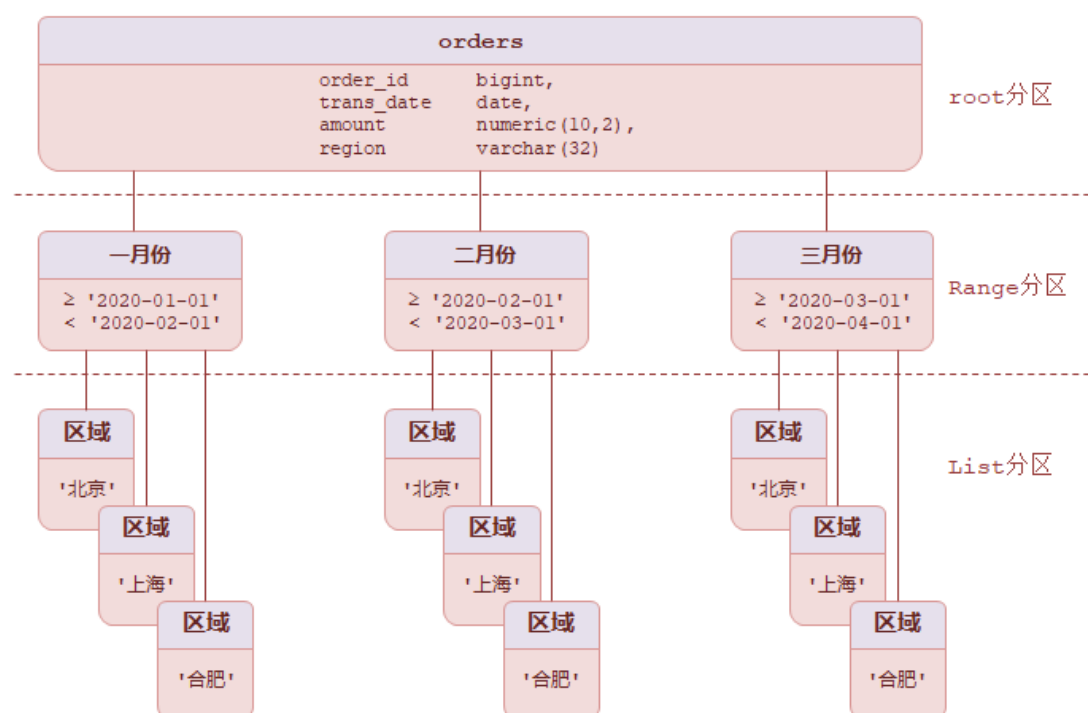 orders
order_id bigint,
trans_date date,
amount numeric(10,2),
region varchar(32)
root分区
一月份
≥ '2020-01-01'
< '2020-02-01'
二月份
≥ '2020-02-01'
< '2020-03-01'
三月份
≥ '2020-03-01'
< '2020-04-01'
Range分区
区域
'北京'
区域
'上海'
区域
'合肥'
区域
'北京'
区域
'上海'
区域
'合肥'
区域
'北京'
区域
'上海'
区域
'合肥'
List分区